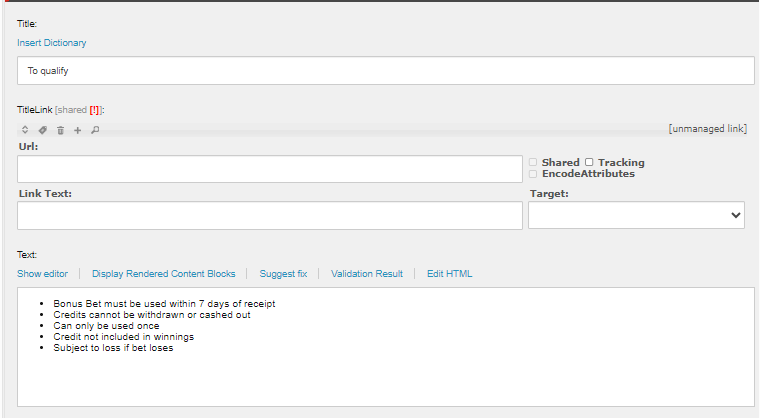 Title:
Insert Dictionary
To qualify
TitleLink [shared [!]]:
[unmanaged link]
Url:
Shared Tracking
EncodeAttributes
Link Text:
Target:
Text:
Show editor
Display Rendered Content Blocks
Suggest fix
Validation Result
Edit HTML
• Bonus Bet must be used within 7 days of receipt
• Credits cannot be withdrawn or cashed out
• Can only be used once
• Credit not included in winnings
• Subject to loss if bet loses